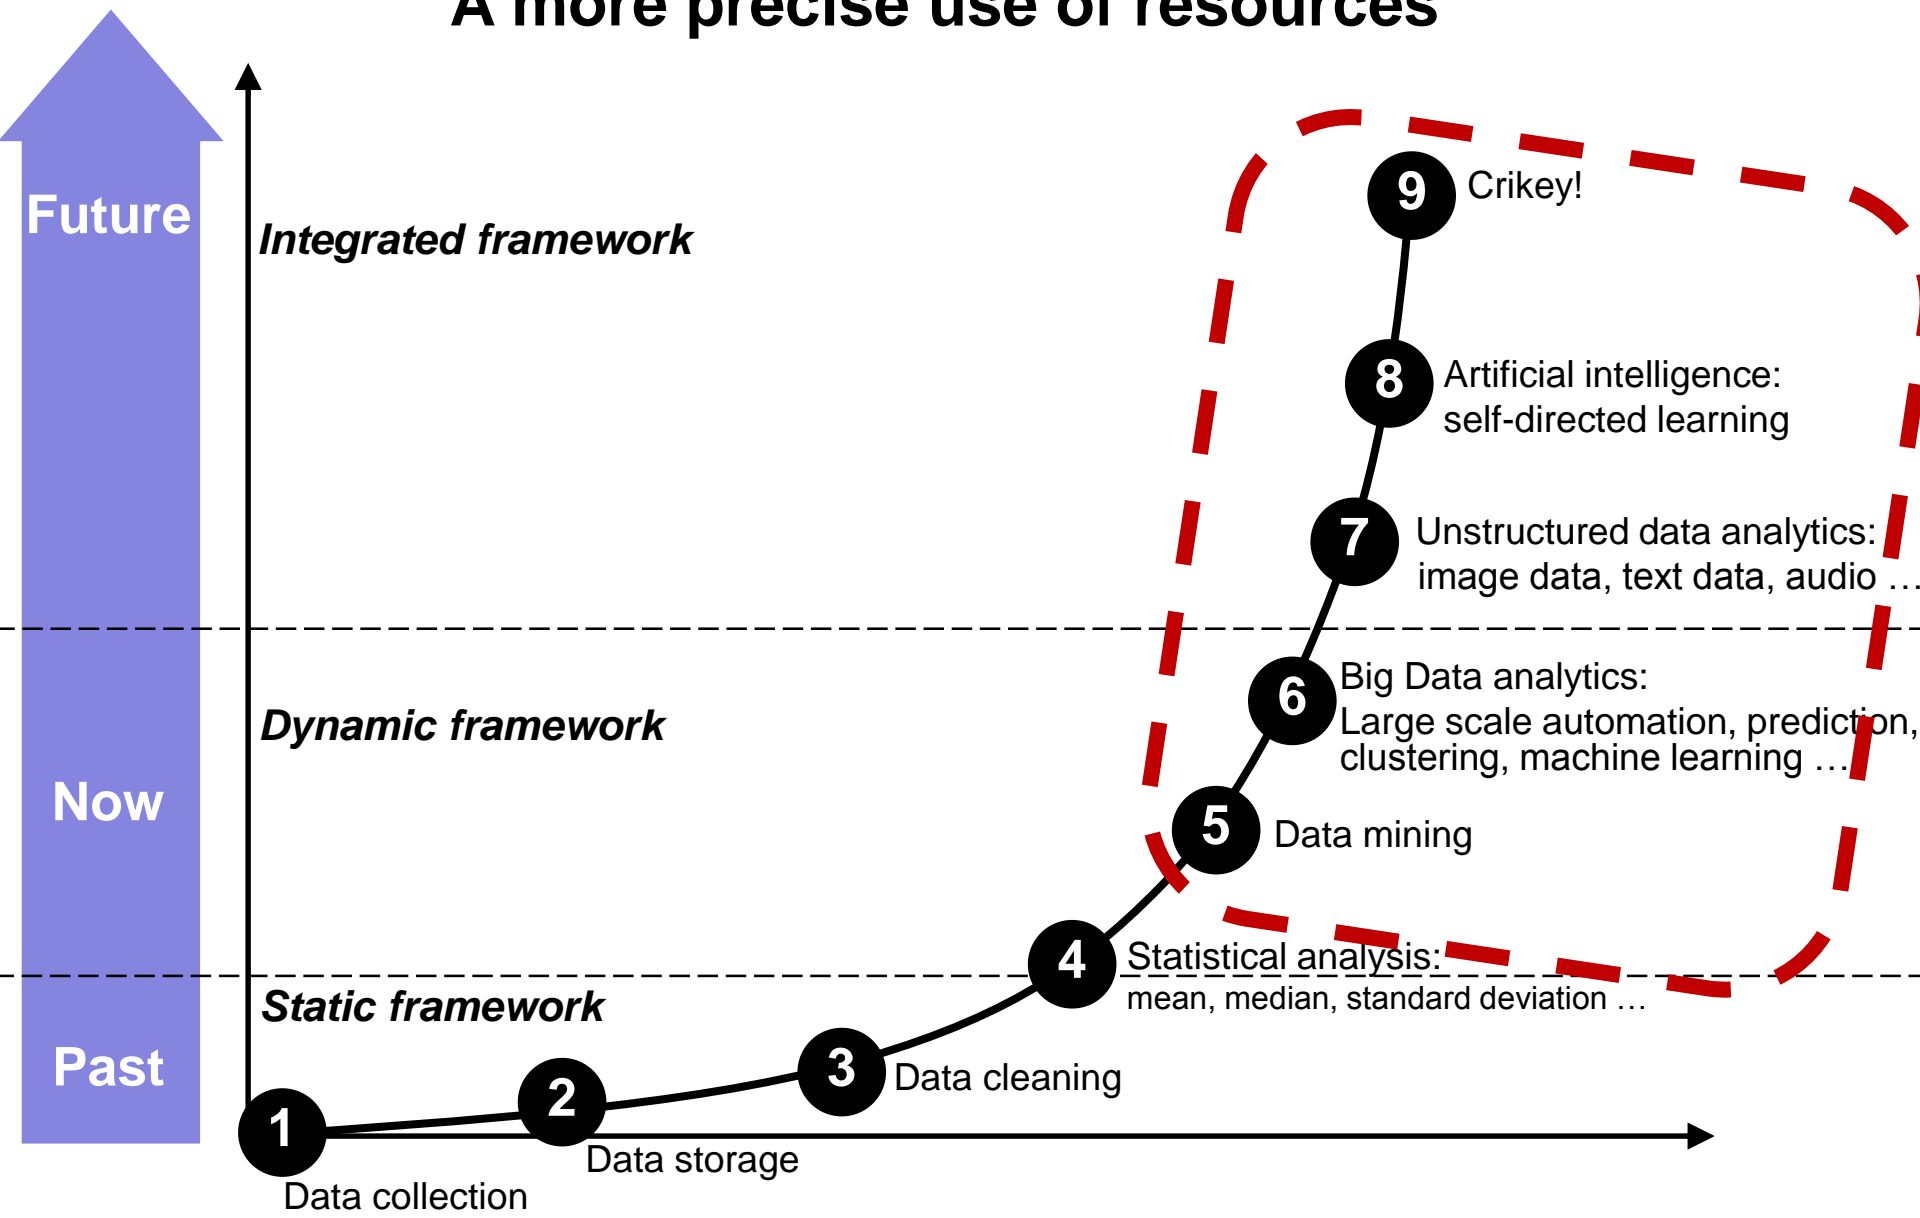 A more precise use of resources
Future
Integrated framework
9
Crikey!
8
Artificial intelligence:
self-directed learning
7
Unstructured data analytics:
image data, text data, audio …
Dynamic framework
Now
6
Big Data analytics:
Large scale automation, prediction,
clustering, machine learning …
5
Data mining
4
Statistical analysis:
mean, median, standard deviation …
Static framework
Past
3
Data cleaning
2
Data storage
1
Data collection